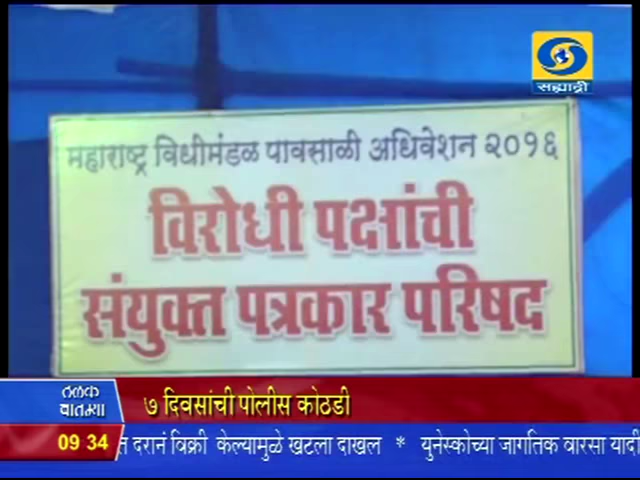 सह्याद्री
महाराष्ट्र विधीमंडळ पावसाळी अधिवेशन २०१६
विरोधी पक्षांची
संयुक्त पत्रकार परिषद
ठळक
बातम्या
७ दिवसांची पोलीस कोठडी
09 34
दरानं विक्री केल्यामुळे खटला दाखल * युनेस्कोच्या जागतिक वारसा यादी